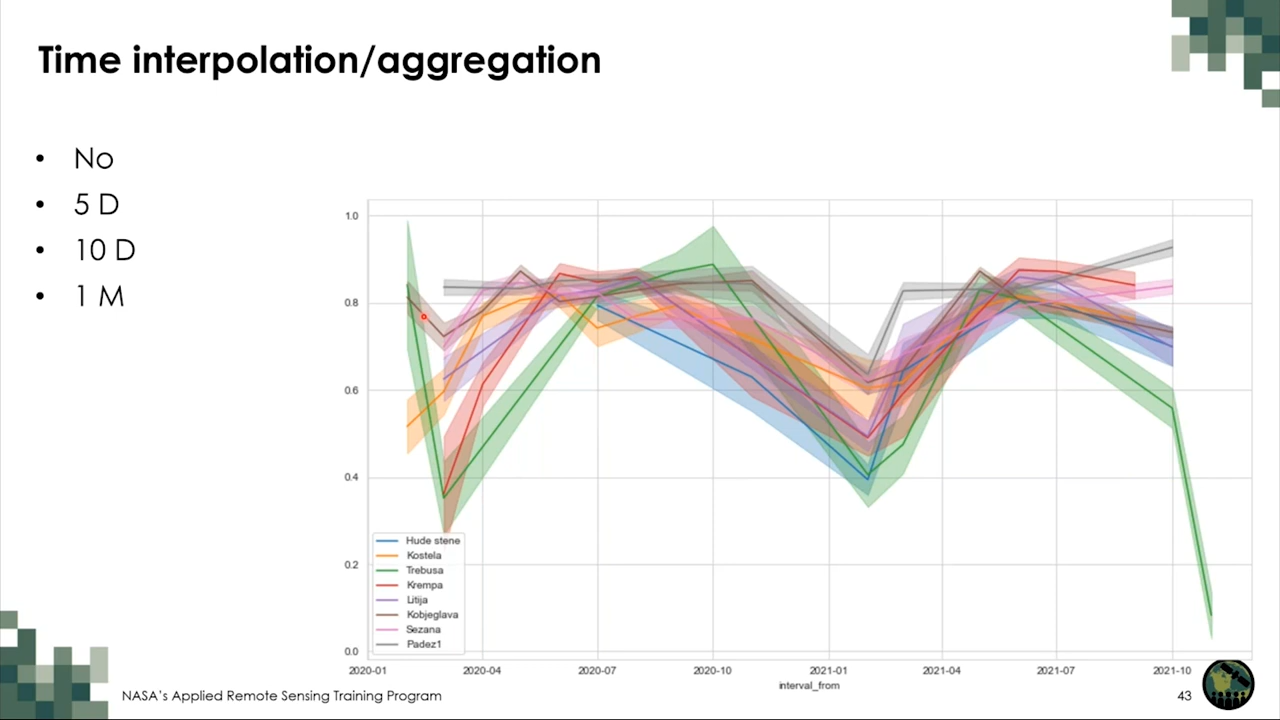 Time interpolation/aggregation
• No
• 5 D
• 10 D
• 1 M
1.0
0.8
0.6
0.4
0.2
0.0
Hude stene
Kostela
Trebusa
Krempa
Litija
Kobjeglava
Sezana
Padez1
2020-01 2020-04 2020-07 2020-10 2021-01 2021-04 2021-07 2021-10
interval_from
NASA's Applied Remote Sensing Training Program
43